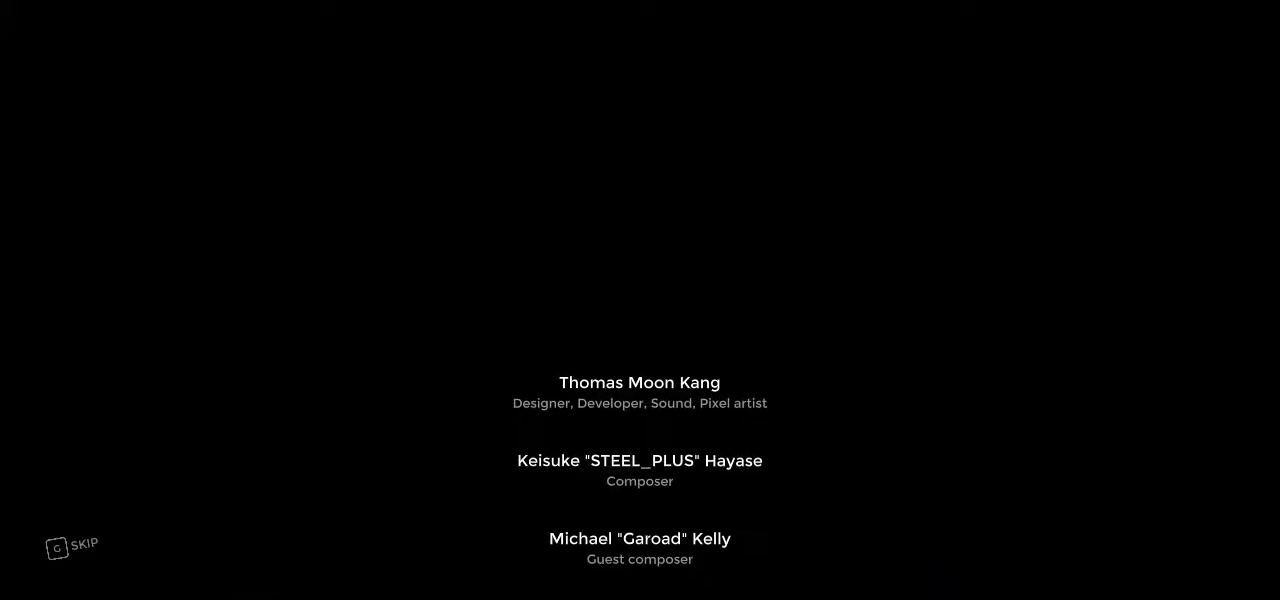 Thomas Moon Kang
Designer, Developer, Sound, Pixel artist
Keisuke "STEEL_PLUS" Hayase
Composer
Michael "Garoad" Kelly
Guest composer
G SKIP